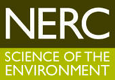 NERC
SCIENCE OF THE
ENVIRONMENT